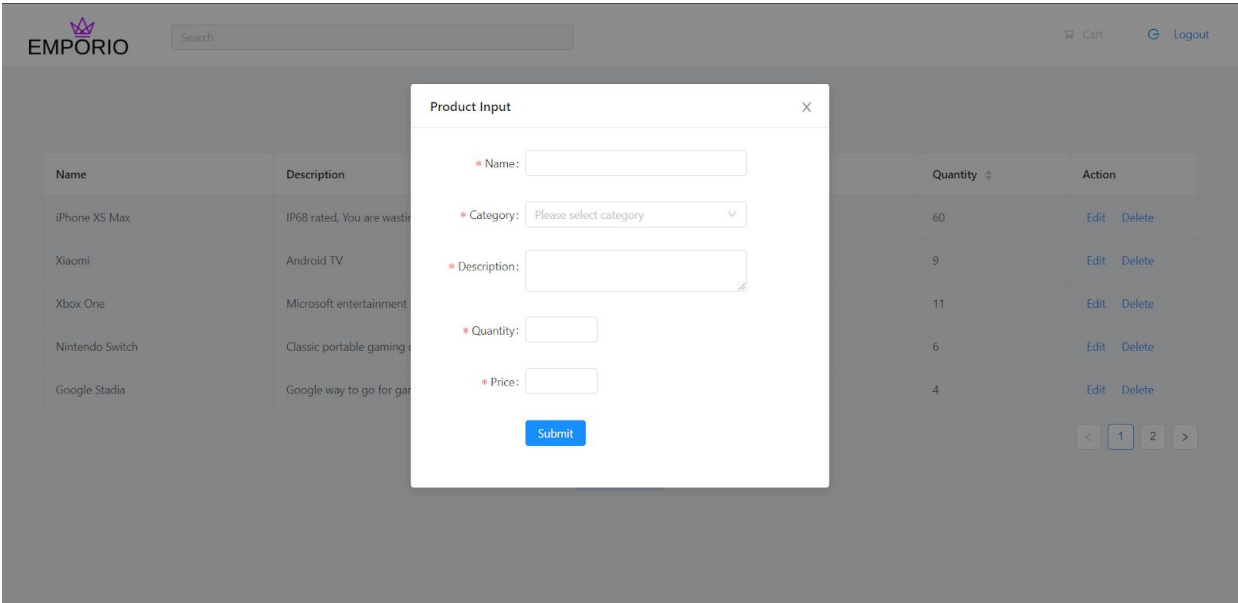 EMPORIO
Search
Cart
Logout
Product Input
* Name:
* Category: Please select category
* Description:
* Quantity:
* Price:
Submit
Name Description Quantity Action
iPhone XS Max IP68 rated, You are 60 Edit Delete
Xiaomi Android TV 9 Edit Delete
Xbox One Microsoft entertainment 11 Edit Delete
Nintendo Switch Classic portable gaming 6 Edit Delete
Google Stadia Google way to go for 4 Edit Delete
< 1 2 >